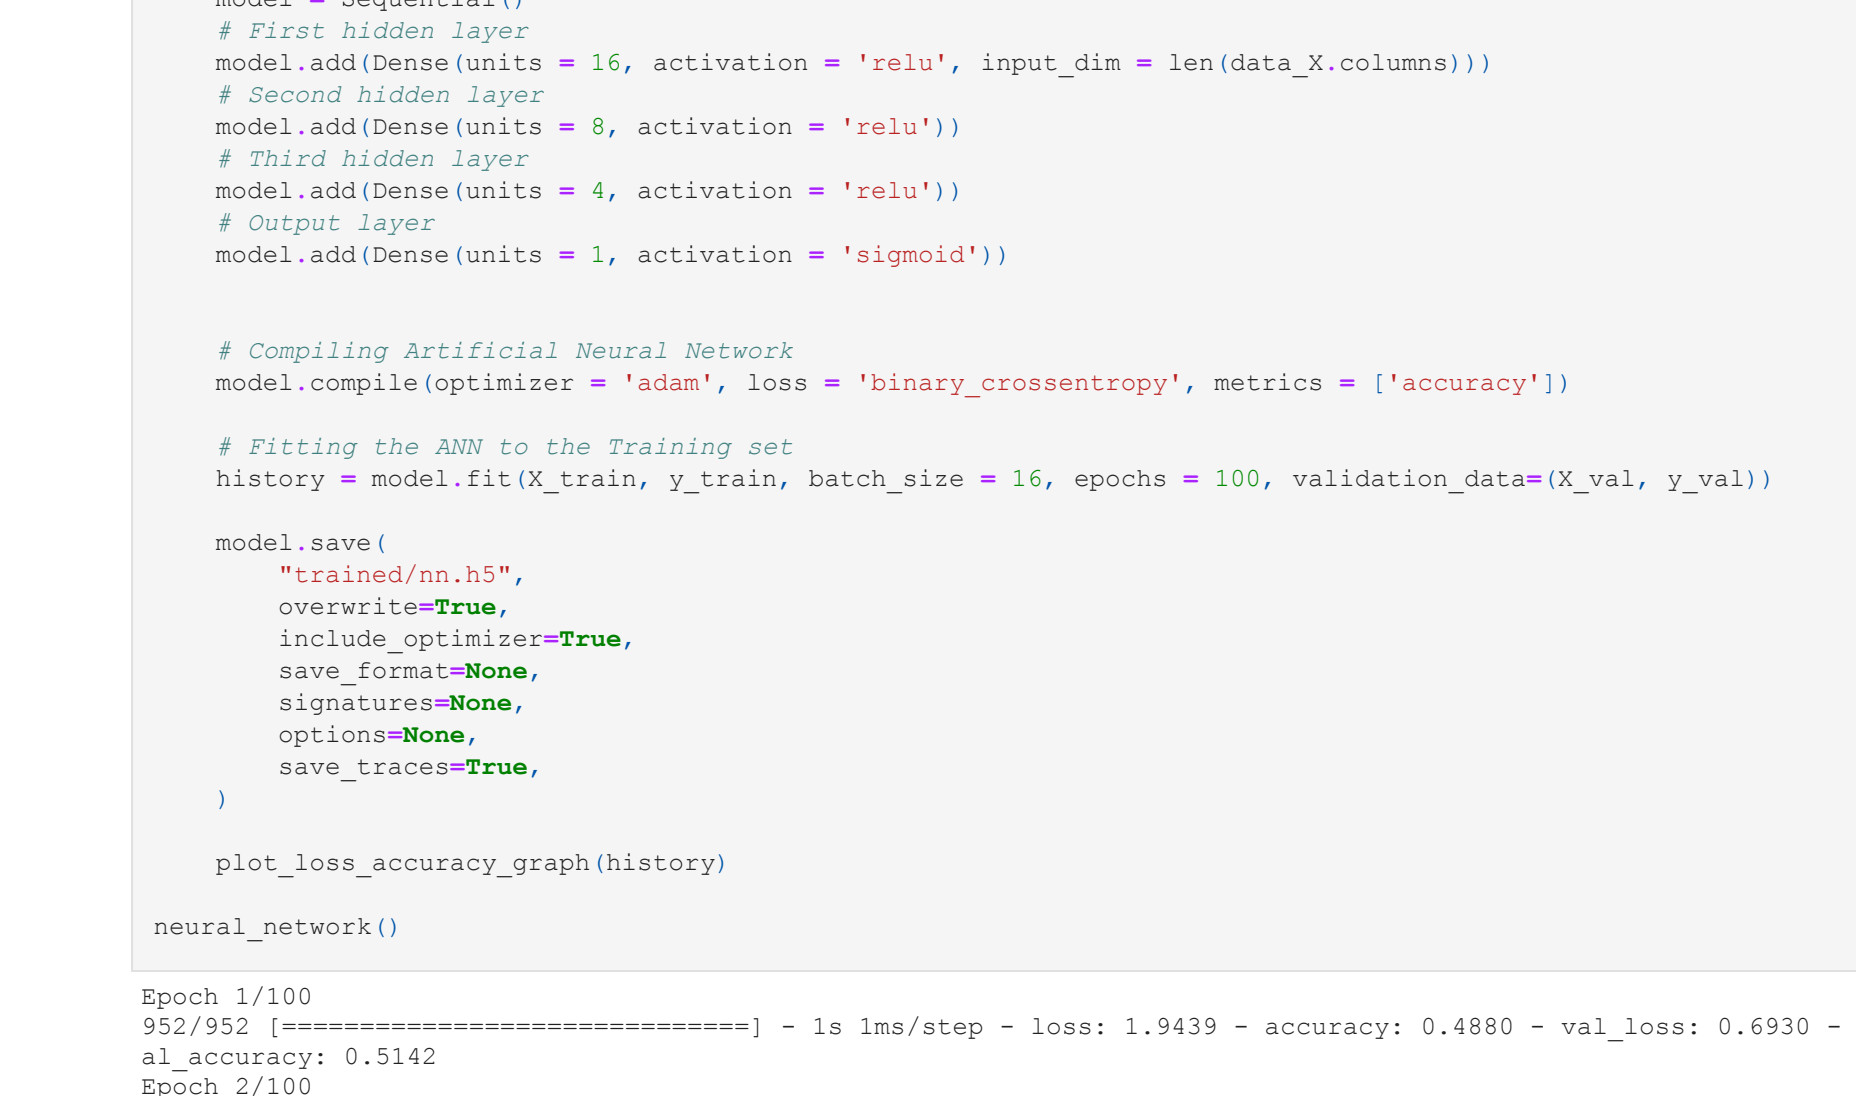 model = Sequential()
# First hidden layer
model.add(Dense(units = 16, activation = 'relu', input_dim = len(data_X.columns)))
# Second hidden layer
model.add(Dense(units = 8, activation = 'relu'))
# Third hidden layer
model.add(Dense(units = 4, activation = 'relu'))
# Output layer
model.add(Dense(units = 1, activation = 'sigmoid'))
# Compiling Artificial Neural Network
model.compile(optimizer = 'adam', loss = 'binary_crossentropy', metrics = ['accuracy'])
# Fitting the ANN to the Training set
history = model.fit(X_train, y_train, batch_size = 16, epochs = 100, validation_data=(X_val, y_val))
model.save(
"trained/nn.h5",
overwrite=True,
include_optimizer=True,
save_format=None,
signatures=None,
options=None,
save_traces=True,
)
plot_loss_accuracy_graph(history)
neural_network()
Epoch 1/100
952/952 [==============================] - 1s 1ms/step - loss: 1.9439 - accuracy: 0.4880 - val_loss: 0.6930 -
al_accuracy: 0.5142
Epoch 2/100